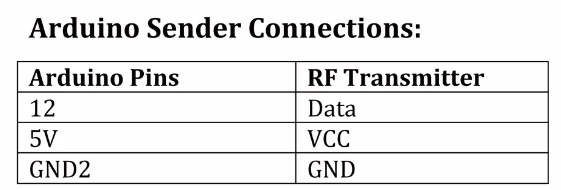 Arduino Sender Connections:
Arduino Pins RF Transmitter
12 Data
5V VCC
GND2 GND